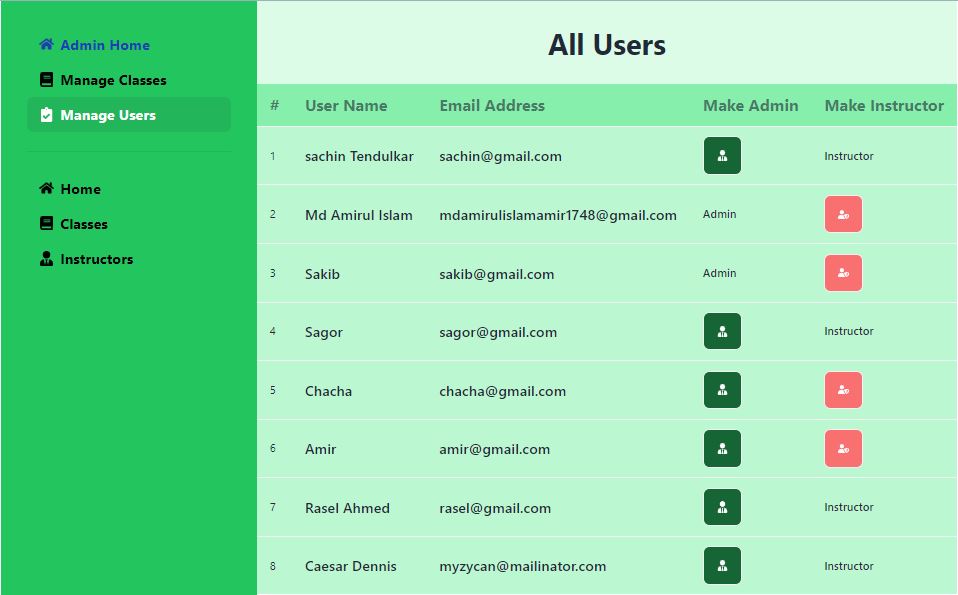 Admin Home
Manage Classes
Manage Users
Home
Classes
Instructors
All Users
# User Name Email Address Make Admin Make Instructor
1 sachin Tendulkar sachin@gmail.com Instructor
2 Md Amirul Islam mdamirulislamamir1748@gmail.com Admin
3 Sakib sakib@gmail.com Admin
4 Sagor sagor@gmail.com Instructor
5 Chacha chacha@gmail.com
6 Amir amir@gmail.com
7 Rasel Ahmed rasel@gmail.com Instructor
8 Caesar Dennis myzycan@mailinator.com Instructor